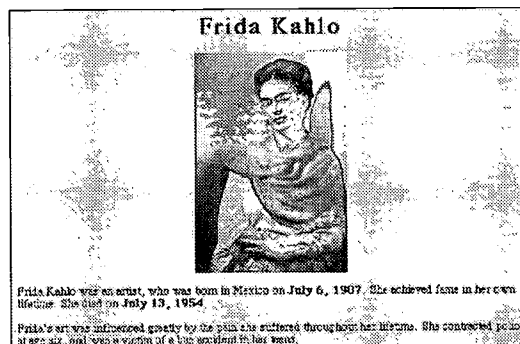 Frida Kahlo
Frida Kahlo was an artist, who was born in Mexico on July 6, 1907. She achieved fame in her own
lifetime. She died on July 13, 1954.
Frida's art was influenced greatly by the pain she suffered throughout her lifetime. She contracted polio
at age six, and was a victim of a bus accident in her